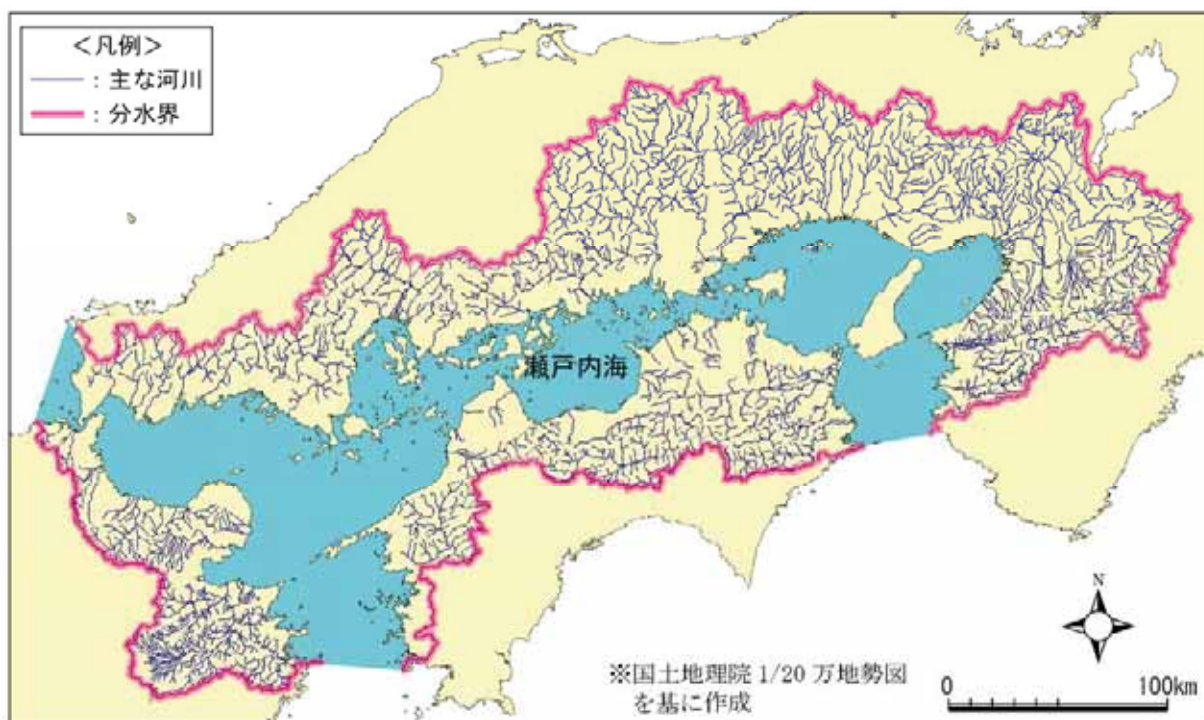 <凡例>
:主な河川
:分水界
瀬戸内海
N
※国土地理院 1/20 万地勢図
を基に作成
0 100km